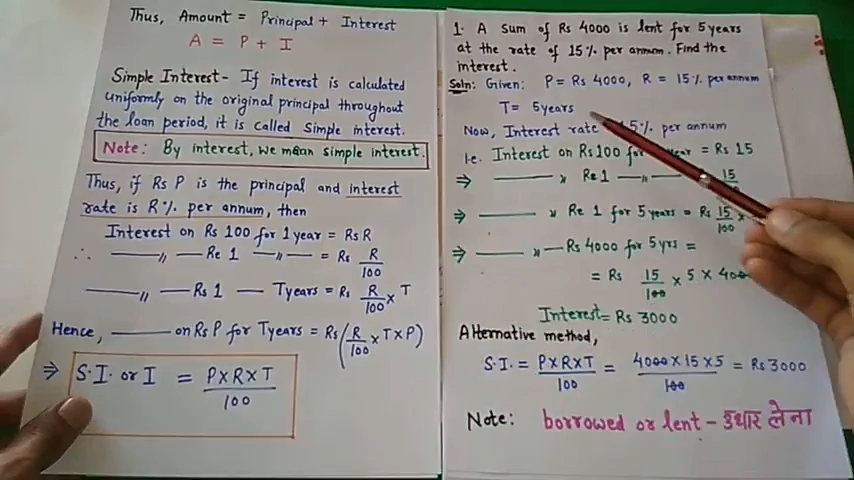 Thus, Amount = Principal + Interest
A = P + I
Simple Interest - If interest is calculated
uniformly on the original principal throughout
the loan period, it is called Simple interest.
Note: By interest, we mean simple interest.
Thus, if Rs P is the principal and interest
rate is R% per annum, then
Interest on Rs 100 for 1 year = Rs R
∴ ——〃—— Re 1 —〃— = Rs R/100
——〃—— Rs 1 — T years = Rs R/100 × T
Hence, ——— on Rs P for T years = Rs (R/100 × T × P)
⇒ S.I. or I = P×R×T/100
1. A sum of Rs 4000 is lent for 5 years
at the rate of 15% per annum. Find the
interest.
Soln: Given: P = Rs 4000, R = 15% per annum
T = 5 years
Now, Interest rate 15% per annum
i.e. Interest on Rs 100 for year = Rs 15
⇒ ——— 〃 Re 1 —〃— 15
⇒ ——— 〃 Re 1 for 5 years = Rs 15/100 ×
⇒ ——〃— Rs 4000 for 5 yrs =
= Rs 15/100 × 5 × 4000
Interest = Rs 3000
Alternative method,
S.I. = P×R×T/100 = 4000×15×5/100 = Rs 3000
Note: borrowed or lent - उधार लेना